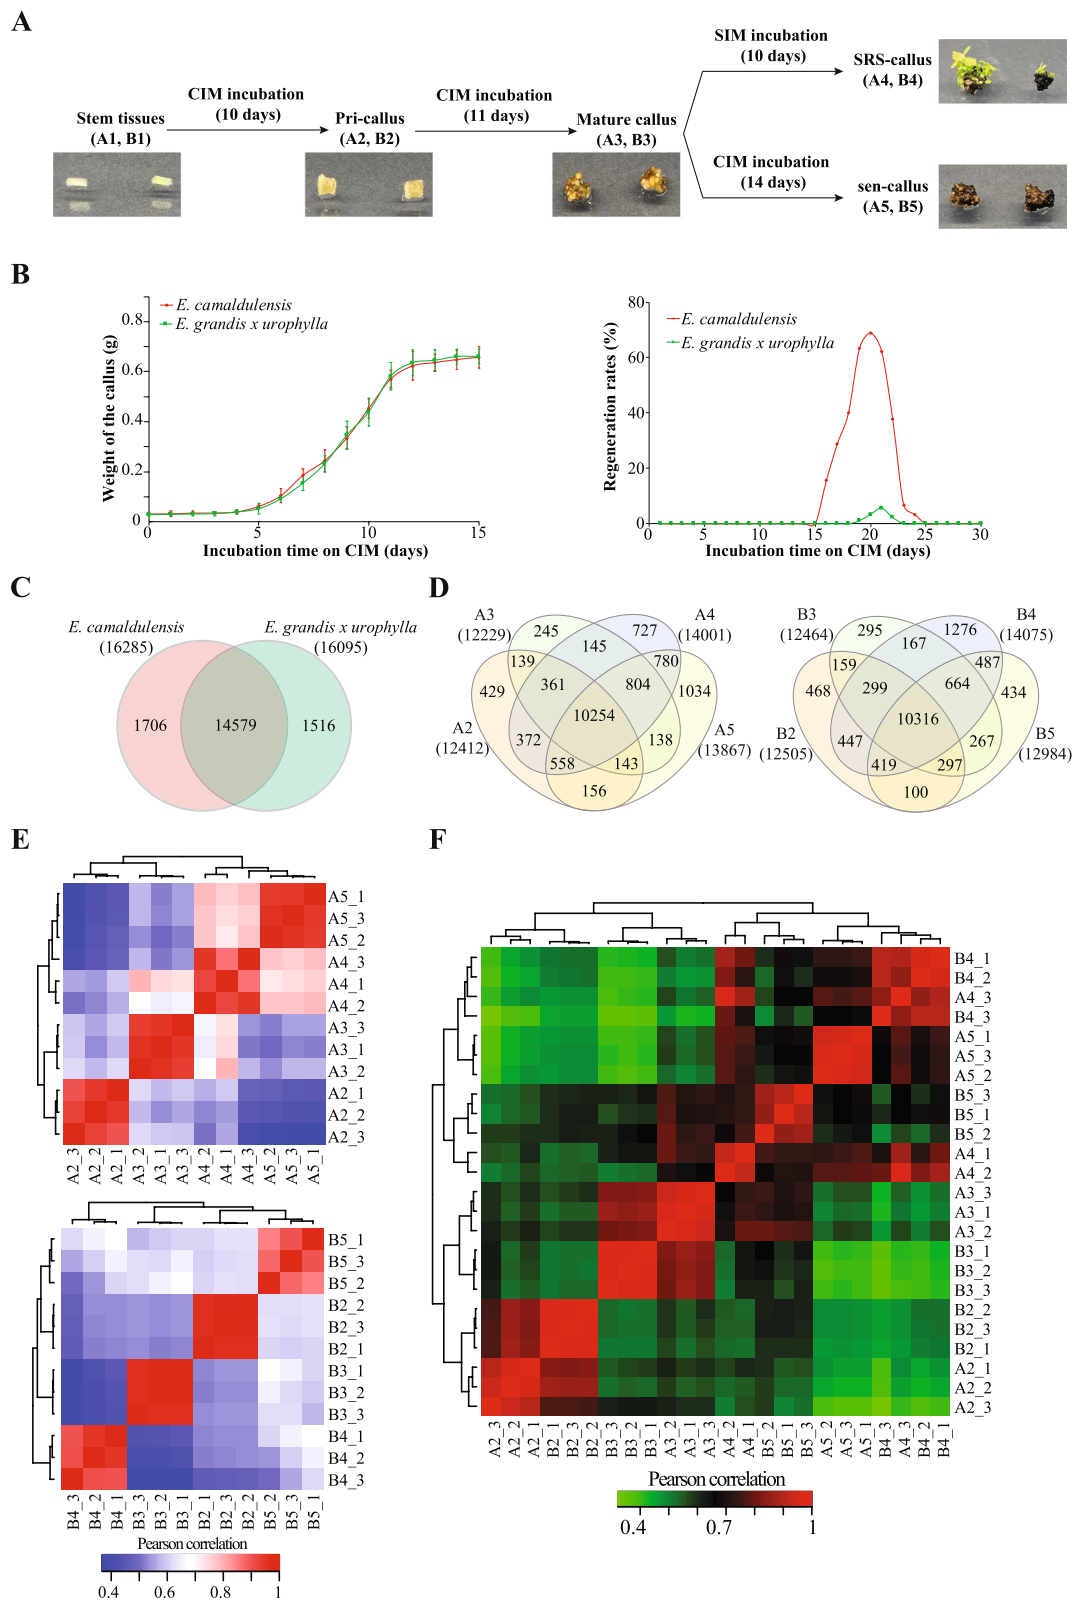 A
Stem tissues
(A1, B1)
CIM incubation
(10 days)
Pri-callus
(A2, B2)
CIM incubation
(11 days)
Mature callus
(A3, B3)
SIM incubation
(10 days)
SRS-callus
(A4, B4)
CIM incubation
(14 days)
sen-callus
(A5, B5)
B
Weight of the callus (g)
0.8
0.6
0.4
0.2
0
E. camaldulensis
E. grandis x urophylla
0 5 10 15
Incubation time on CIM (days)
Regeneration rates (%)
80
60
40
20
0
E. camaldulensis
E. grandis x urophylla
0 5 10 15 20 25 30
Incubation time on CIM (days)
C
E. camaldulensis
(16285)
E. grandis x urophylla
(16095)
1706 14579 1516
D
A3
(12229)
A4
(14001)
A2
(12412)
A5
(13867)
245 727
145
139 780
429 361 804 1034
10254
372 138
558 143
156
B3
(12464)
B4
(14075)
B2
(12505)
B5
(12984)
295 1276
167
159 487
468 299 664 434
10316
447 267
419 297
100
E
A5_1
A5_3
A5_2
A4_3
A4_1
A4_2
A3_3
A3_1
A3_2
A2_1
A2_2
A2_3
A2_3 A2_2 A2_1 A3_2 A3_1 A3_3 A4_2 A4_1 A4_3 A5_2 A5_3 A5_1
B5_1
B5_3
B5_2
B2_2
B2_3
B2_1
B3_1
B3_2
B3_3
B4_1
B4_2
B4_3
B4_3 B4_2 B4_1 B3_3 B3_2 B3_1 B2_1 B2_3 B2_2 B5_2 B5_3 B5_1
Pearson correlation
0.4 0.6 0.8 1
F
B4_1
B4_2
A4_3
B4_3
A5_1
A5_3
A5_2
B5_3
B5_1
B5_2
A4_1
A4_2
A3_3
A3_1
A3_2
B3_1
B3_2
B3_3
B2_2
B2_3
B2_1
A2_1
A2_2
A2_3
A2_3 A2_2 A2_1 B2_1 B2_3 B2_2 B3_3 B3_2 B3_1 A3_2 A3_1 A3_3 A4_2 A4_1 B5_2 B5_1 B5_3 A5_2 A5_3 A5_1 B4_3 A4_3 B4_2 B4_1
Pearson correlation
0.4 0.7 1